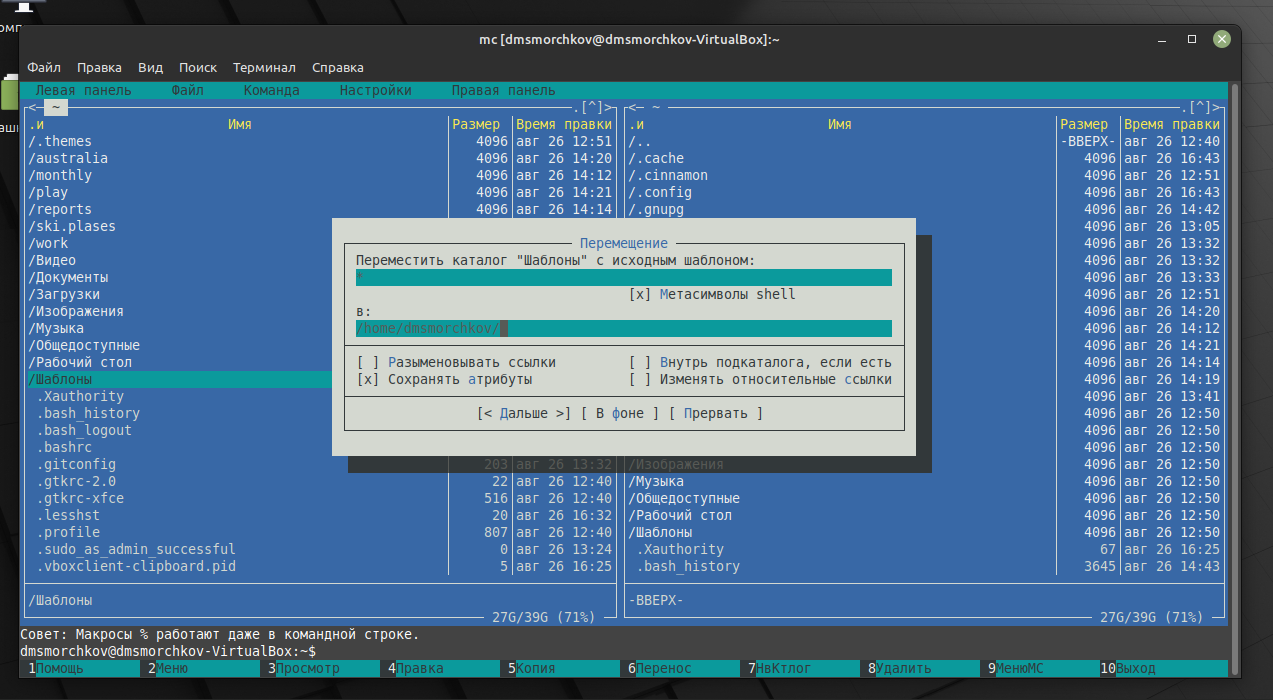 омп
ашн
mc [dmsmorchkov@dmsmorchkov-VirtualBox]:~
Файл Правка Вид Поиск Терминал Справка
Левая панель Файл Команда Настройки Правая панель
<— ~ .[^]> <— ~ .[^]>
.и Имя Размер Время правки .и Имя Размер Время правки
/.themes 4096 авг 26 12:51 /.. -ВВЕРХ- авг 26 12:40
/australia 4096 авг 26 14:20 /.cache 4096 авг 26 16:43
/monthly 4096 авг 26 14:12 /.cinnamon 4096 авг 26 12:51
/play 4096 авг 26 14:21 /.config 4096 авг 26 16:43
/reports 4096 авг 26 14:14 /.gnupg 4096 авг 26 14:42
/ski.plases 4096 авг 26 13:05
/work Перемещение 4096 авг 26 13:32
/Видео Переместить каталог "Шаблоны" с исходным шаблоном: 4096 авг 26 13:32
/Документы * 4096 авг 26 13:33
/Загрузки [x] Метасимволы shell 4096 авг 26 12:51
/Изображения в: 4096 авг 26 14:20
/Музыка /home/dmsmorchkov/ 4096 авг 26 14:12
/Общедоступные 4096 авг 26 14:21
/Рабочий стол [ ] Разыменовывать ссылки [ ] Внутрь подкаталога, если есть 4096 авг 26 14:14
/Шаблоны [x] Сохранять атрибуты [ ] Изменять относительные ссылки 4096 авг 26 14:19
.Xauthority 4096 авг 26 13:41
.bash_history [< Дальше >] [ В фоне ] [ Прервать ] 4096 авг 26 12:50
.bash_logout 4096 авг 26 12:50
.bashrc 4096 авг 26 12:50
.gitconfig 203 авг 26 13:32 /Изображения 4096 авг 26 12:50
.gtkrc-2.0 22 авг 26 12:40 /Музыка 4096 авг 26 12:50
.gtkrc-xfce 516 авг 26 12:40 /Общедоступные 4096 авг 26 12:50
.lesshst 20 авг 26 16:32 /Рабочий стол 4096 авг 26 12:50
.profile 807 авг 26 12:40 /Шаблоны 4096 авг 26 12:50
.sudo_as_admin_successful 0 авг 26 13:24 .Xauthority 67 авг 26 16:25
.vboxclient-clipboard.pid 5 авг 26 16:25 .bash_history 3645 авг 26 14:43
/Шаблоны -ВВЕРХ-
27G/39G (71%) 27G/39G (71%)
Совет: Макросы % работают даже в командной строке.
dmsmorchkov@dmsmorchkov-VirtualBox:~$
1Помощь 2Меню 3Просмотр 4Правка 5Копия 6Перенос 7НвКтлог 8Удалить 9МенюМС 10Выход